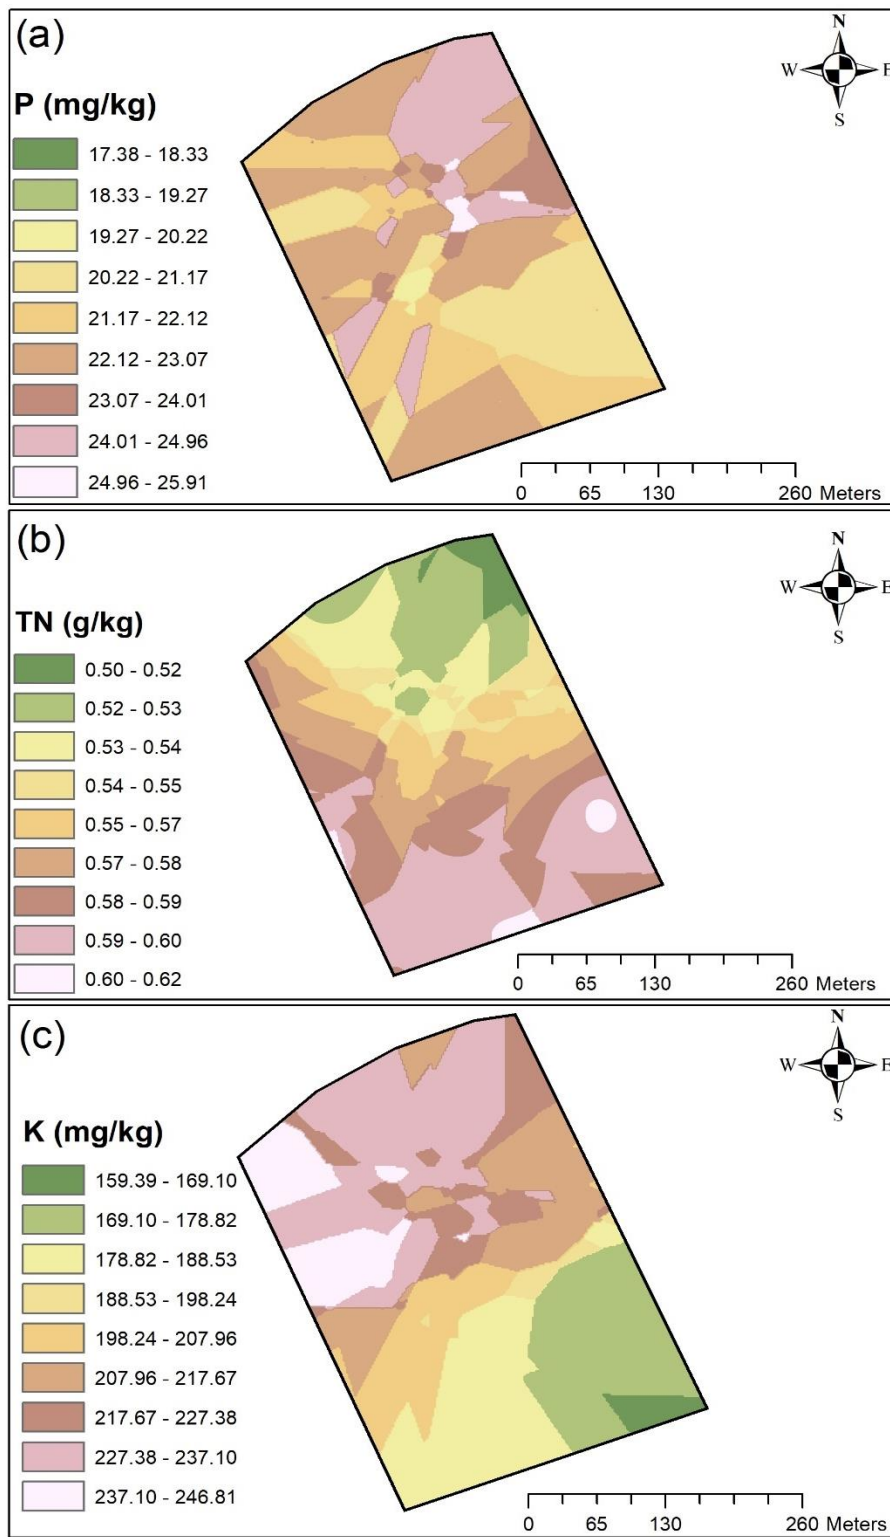 (a)
N
W E
S
P (mg/kg)
17.38 - 18.33
18.33 - 19.27
19.27 - 20.22
20.22 - 21.17
21.17 - 22.12
22.12 - 23.07
23.07 - 24.01
24.01 - 24.96
24.96 - 25.91
0 65 130 260 Meters
(b)
N
W E
S
TN (g/kg)
0.50 - 0.52
0.52 - 0.53
0.53 - 0.54
0.54 - 0.55
0.55 - 0.57
0.57 - 0.58
0.58 - 0.59
0.59 - 0.60
0.60 - 0.62
0 65 130 260 Meters
(c)
N
W E
S
K (mg/kg)
159.39 - 169.10
169.10 - 178.82
178.82 - 188.53
188.53 - 198.24
198.24 - 207.96
207.96 - 217.67
217.67 - 227.38
227.38 - 237.10
237.10 - 246.81
0 65 130 260 Meters